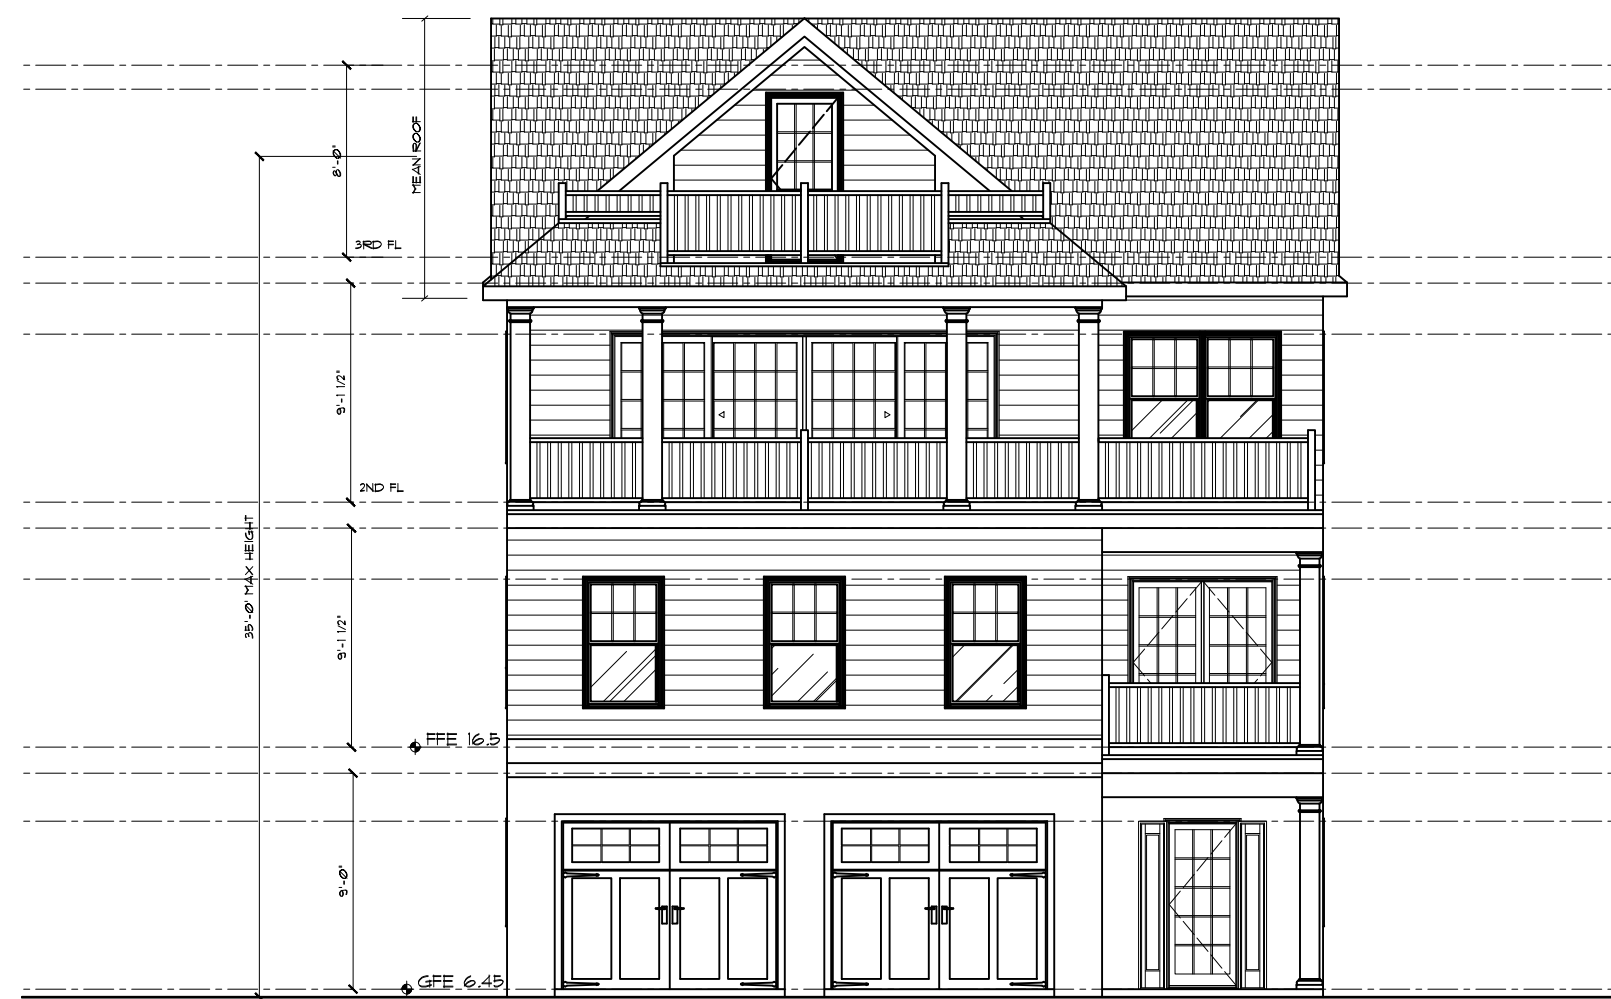 8'-0"
MEAN ROOF
3RD FL
9'-1 1/2"
2ND FL
35'-0" MAX HEIGHT
9'-1 1/2"
FFE 16.5
9'-0"
GFE 6.45